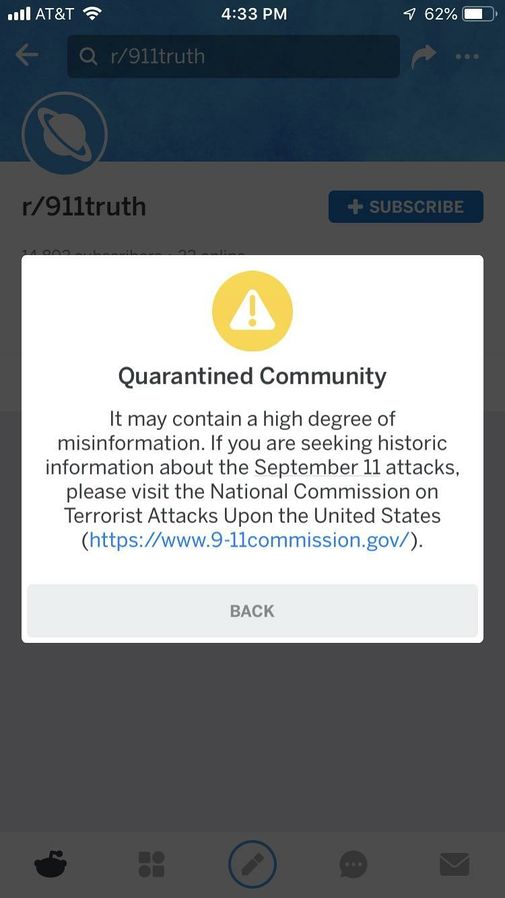 AT&T 4:33 PM 62%
r/911truth
r/911truth
SUBSCRIBE
Quarantined Community
It may contain a high degree of
misinformation. If you are seeking historic
information about the September 11 attacks,
please visit the National Commission on
Terrorist Attacks Upon the United States
(https://www.9-11commission.gov/).
BACK